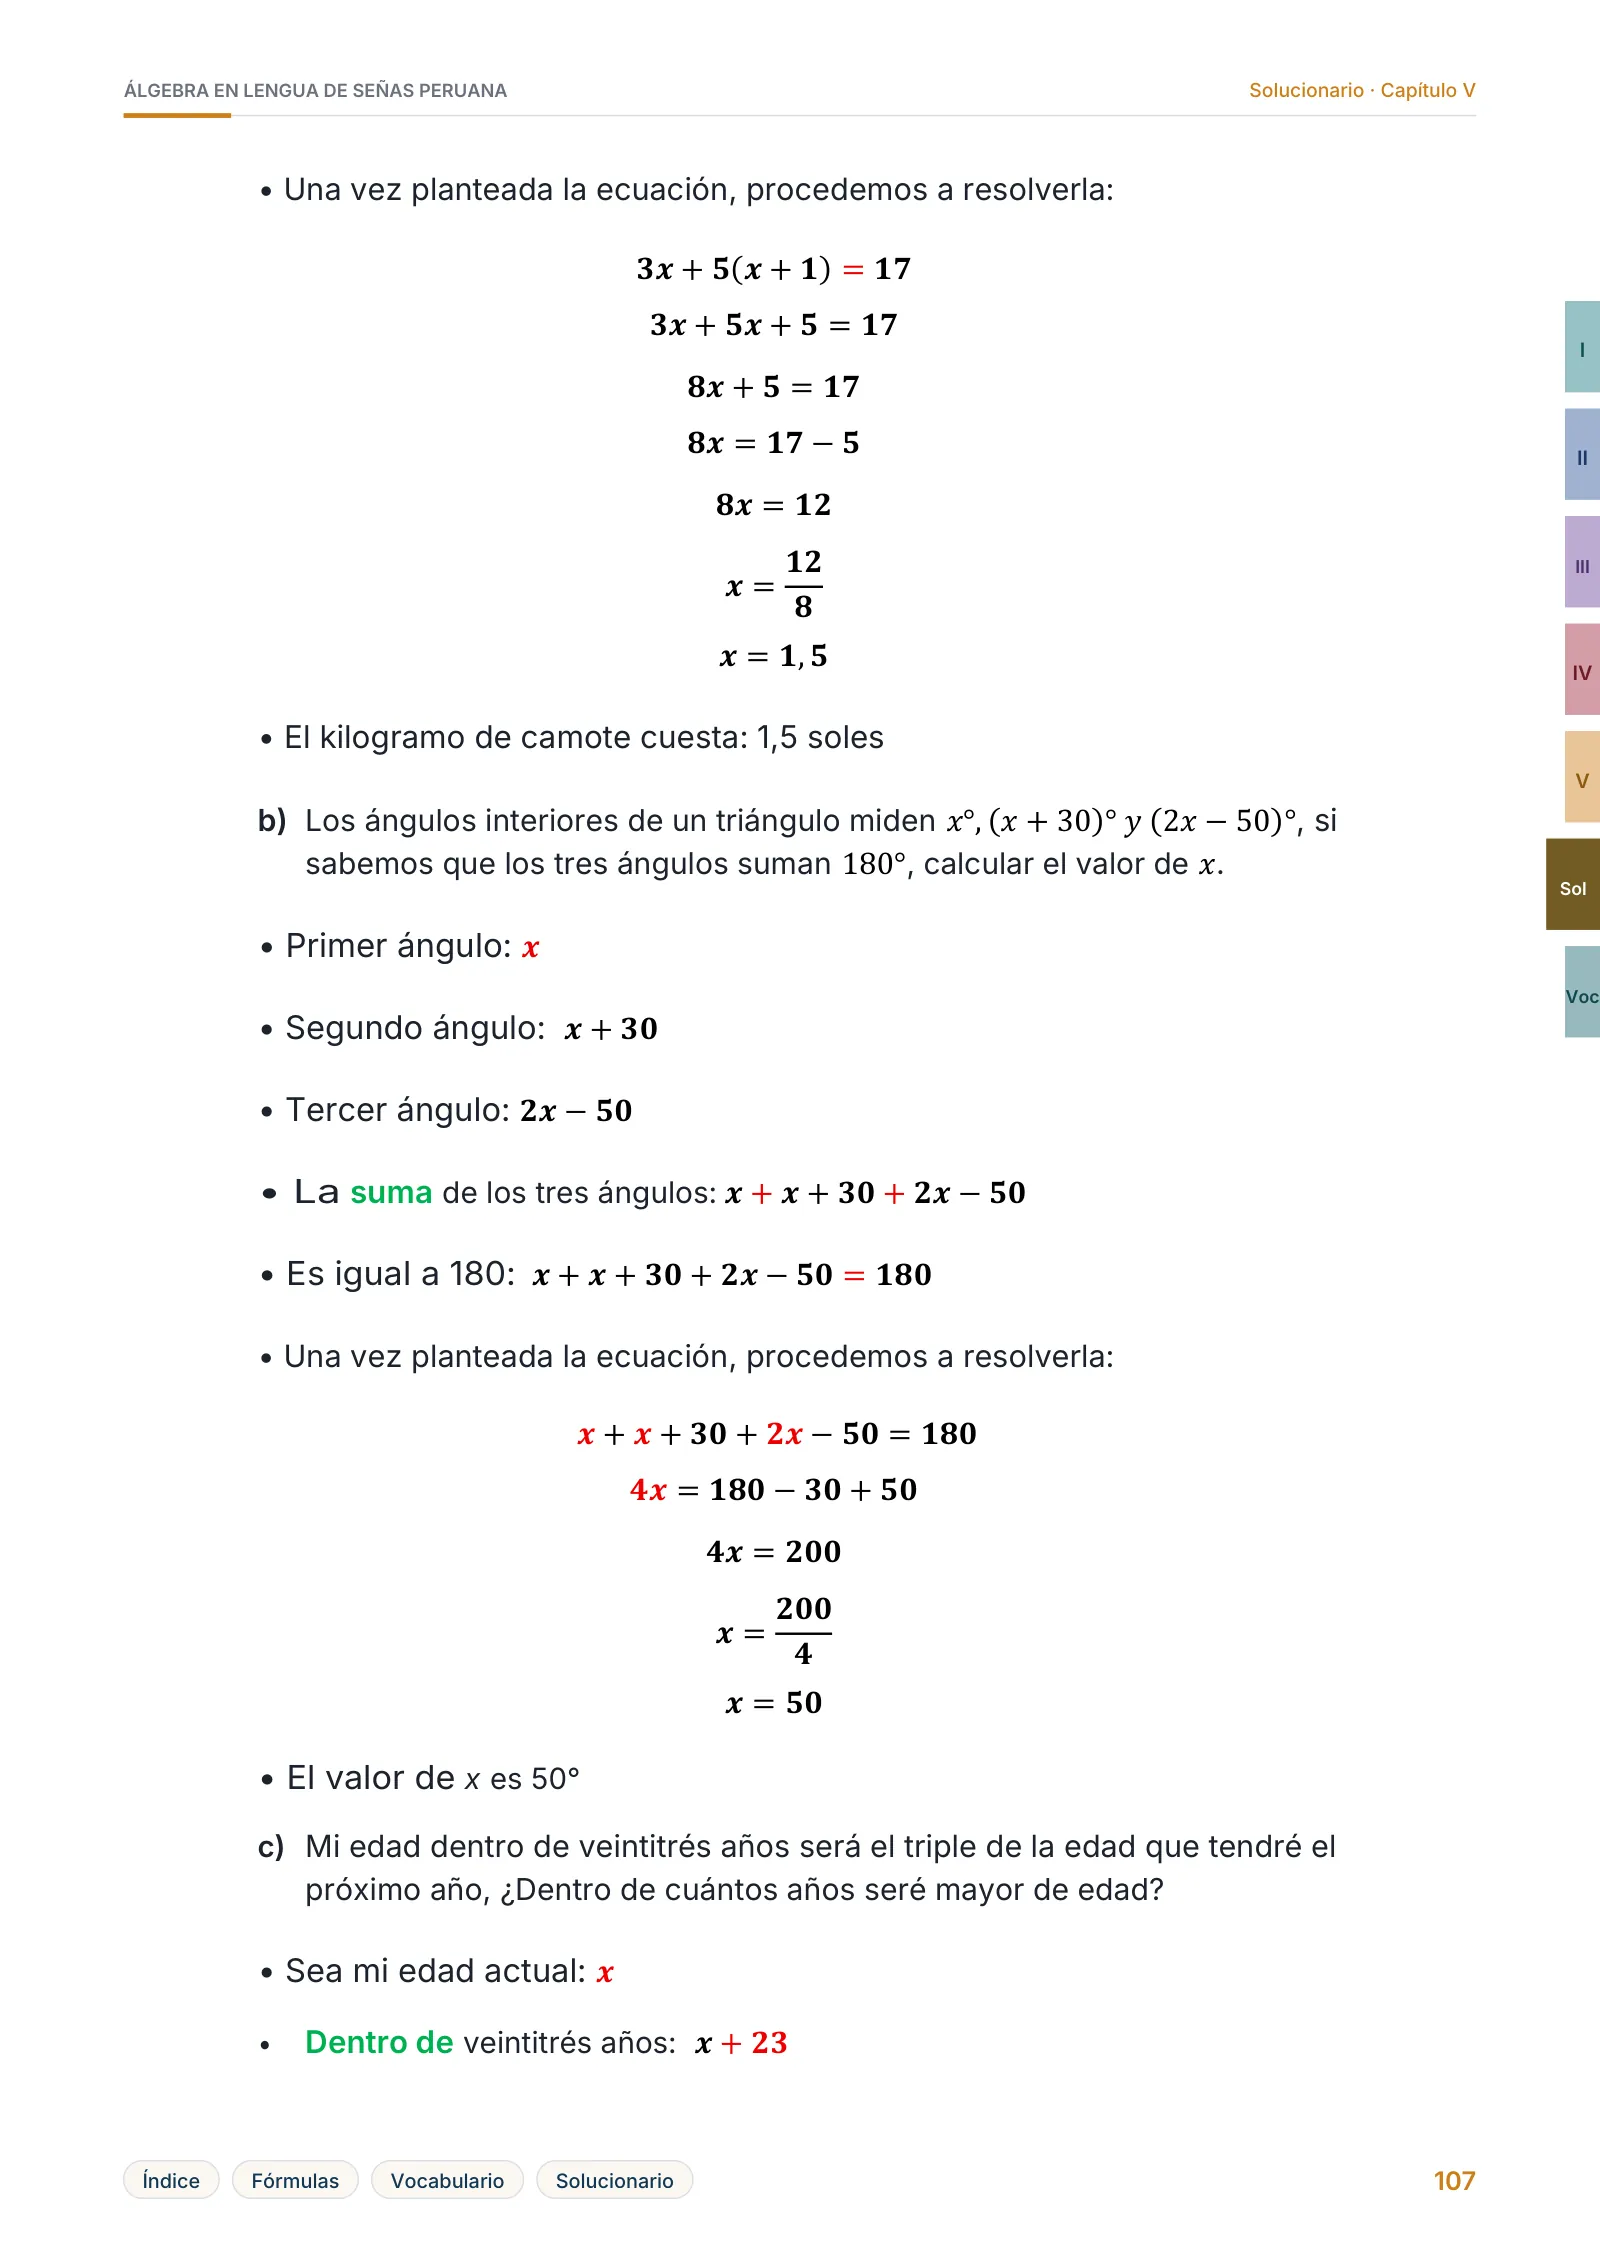 ÁLGEBRA EN LENGUA DE SEÑAS PERUANA
Solucionario · Capítulo V
• Una vez planteada la ecuación, procedemos a resolverla:
3x + 5(x + 1) = 17
3x + 5x + 5 = 17
8x + 5 = 17
8x = 17 − 5
8x = 12
x = 12/8
x = 1,5
• El kilogramo de camote cuesta: 1,5 soles
b) Los ángulos interiores de un triángulo miden x°, (x + 30)° y (2x − 50)°, si
sabemos que los tres ángulos suman 180°, calcular el valor de x.
• Primer ángulo: x
• Segundo ángulo: x + 30
• Tercer ángulo: 2x − 50
• La suma de los tres ángulos: x + x + 30 + 2x − 50
• Es igual a 180: x + x + 30 + 2x − 50 = 180
• Una vez planteada la ecuación, procedemos a resolverla:
x + x + 30 + 2x − 50 = 180
4x = 180 − 30 + 50
4x = 200
x = 200/4
x = 50
• El valor de x es 50°
c) Mi edad dentro de veintitrés años será el triple de la edad que tendré el
próximo año, ¿Dentro de cuántos años seré mayor de edad?
• Sea mi edad actual: x
• Dentro de veintitrés años: x + 23
I
II
III
IV
V
Sol
Voc
Índice
Fórmulas
Vocabulario
Solucionario
107